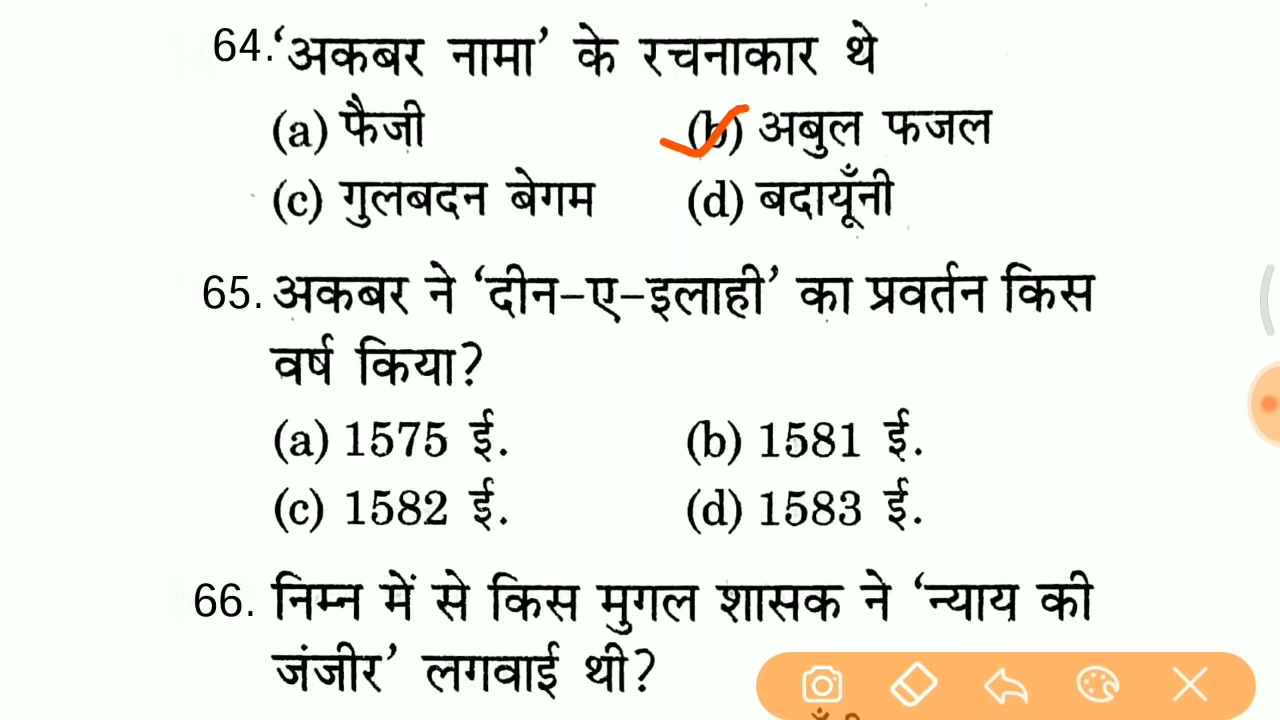 64. ‘अकबर नामा’ के रचनाकार थे
(a) फैजी (b) अबुल फजल
(c) गुलबदन बेगम (d) बदायूँनी
65. अकबर ने ‘दीन-ए-इलाही’ का प्रवर्तन किस
वर्ष किया?
(a) 1575 ई. (b) 1581 ई.
(c) 1582 ई. (d) 1583 ई.
66. निम्न में से किस मुगल शासक ने ‘न्याय की
जंजीर’ लगवाई थी?